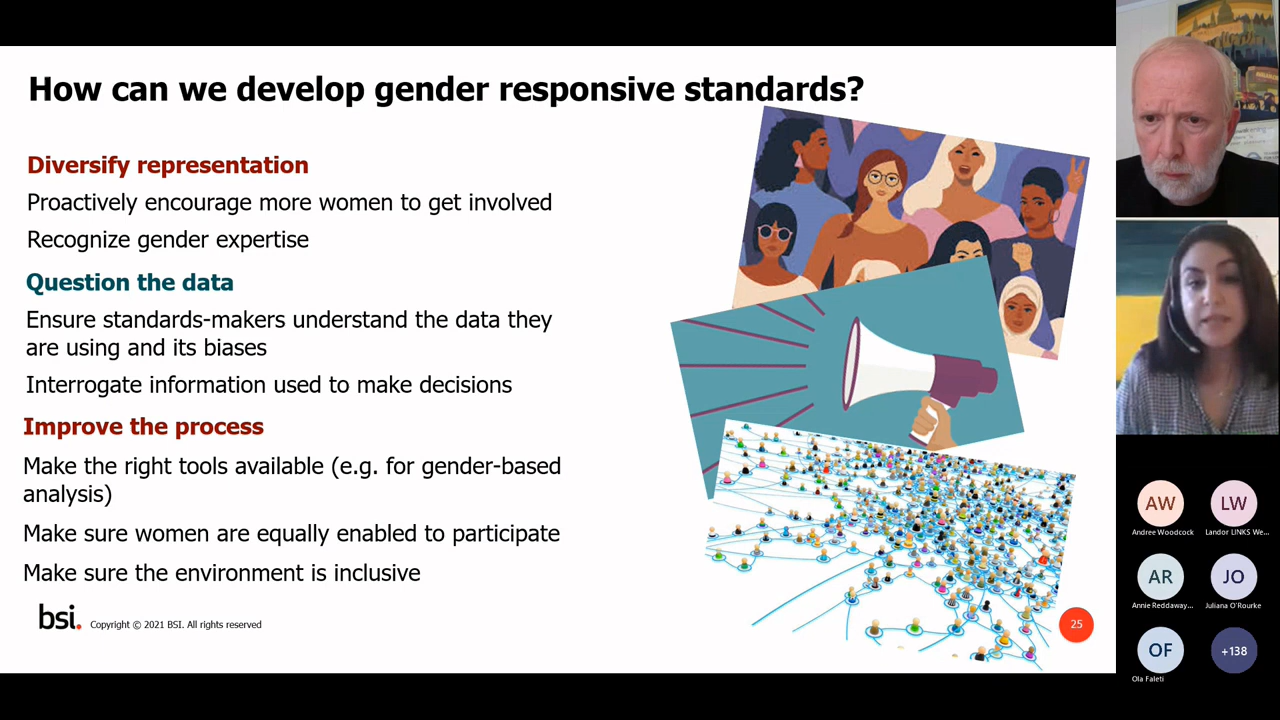 How can we develop gender responsive standards?
Diversify representation
Proactively encourage more women to get involved
Recognize gender expertise
Question the data
Ensure standards-makers understand the data they
are using and its biases
Interrogate information used to make decisions
Improve the process
Make the right tools available (e.g. for gender-based
analysis)
Make sure women are equally enabled to participate
Make sure the environment is inclusive
bsi.
Copyright © 2021 BSI. All rights reserved
25
AW
LW
Andree Woodcock
Landor LINKS We...
AR
JO
Annie Reddaway...
Juliana O'Rourke
OF
+138
Ola Faleti